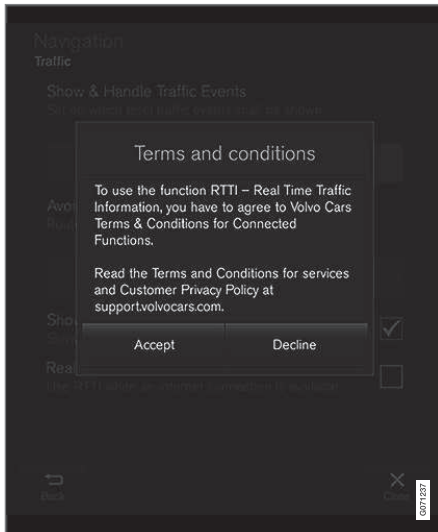 Navigation
Traffic
Show & Handle Traffic Events
Terms and conditions
To use the function RTTI – Real Time Traffic
Information, you have to agree to Volvo Cars
Terms & Conditions for Connected
Functions.
Read the Terms and Conditions for services
and Customer Privacy Policy at
support.volvocars.com.
Accept
Decline
Back
Close
G071237